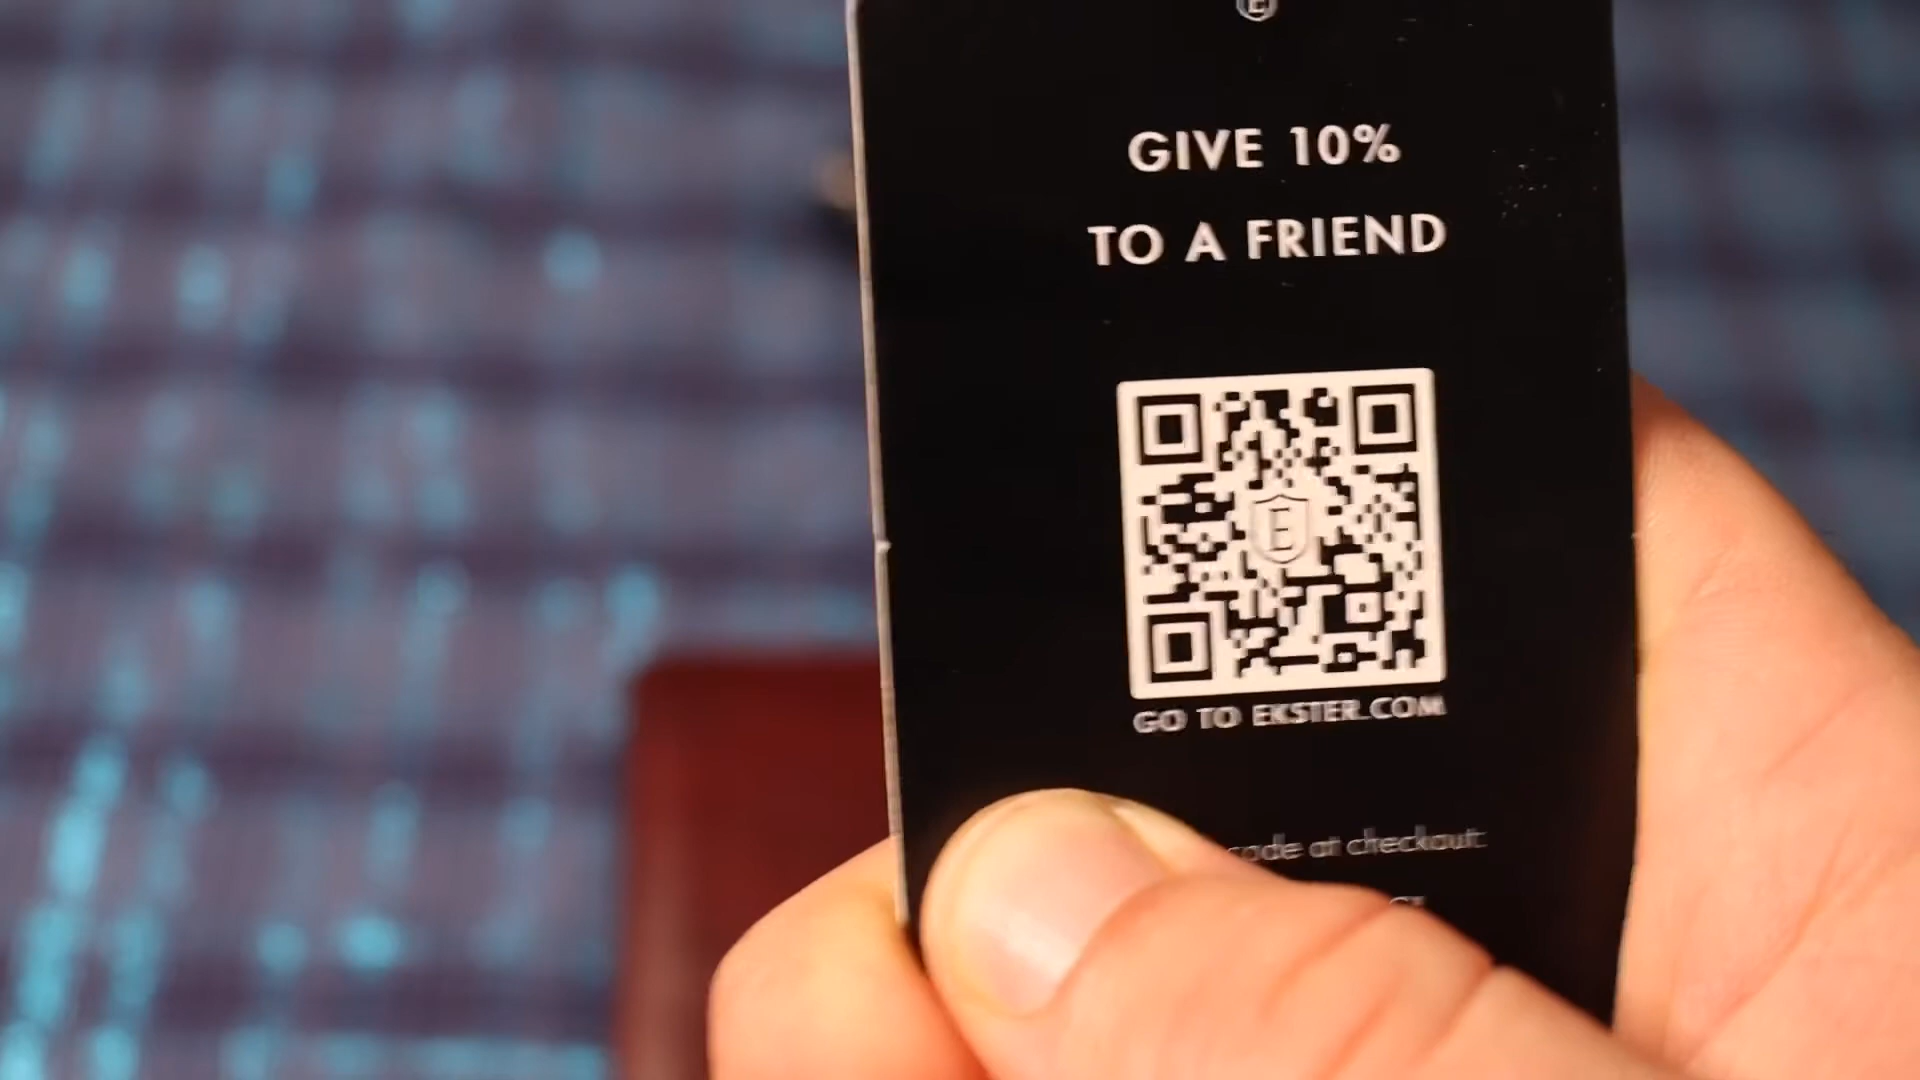 E
GIVE 10%
TO A FRIEND
E
GO TO EKSTER.COM
code at checkout: